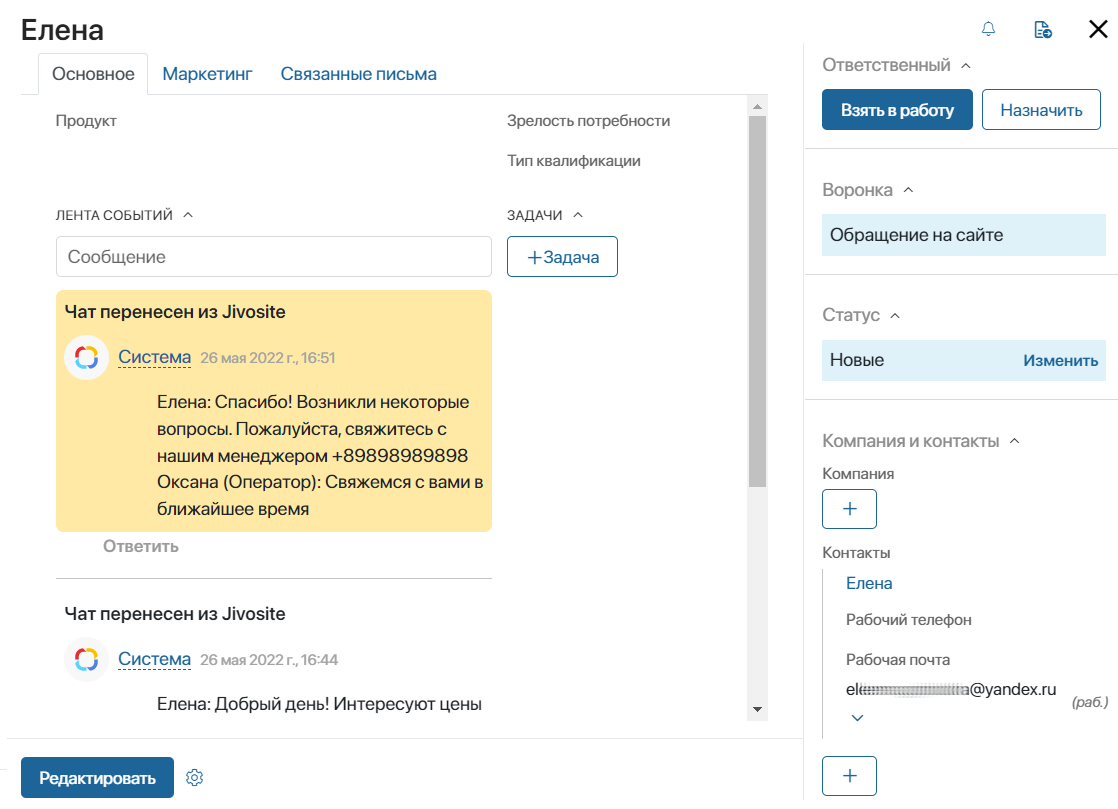 Елена
Основное
Маркетинг
Связанные письма
Продукт
Зрелость потребности
Тип квалификации
ЛЕНТА СОБЫТИЙ
ЗАДАЧИ
Сообщение
+Задача
Чат перенесен из Jivosite
Система 26 мая 2022 г., 16:51
Елена: Спасибо! Возникли некоторые
вопросы. Пожалуйста, свяжитесь с
нашим менеджером +89898989898
Оксана (Оператор): Свяжемся с вами в
ближайшее время
Ответить
Чат перенесен из Jivosite
Система 26 мая 2022 г., 16:44
Елена: Добрый день! Интересуют цены
Редактировать
Ответственный
Взять в работу
Назначить
Воронка
Обращение на сайте
Статус
Новые
Изменить
Компания и контакты
Компания
+
Контакты
Елена
Рабочий телефон
Рабочая почта
@yandex.ru
(раб.)
+